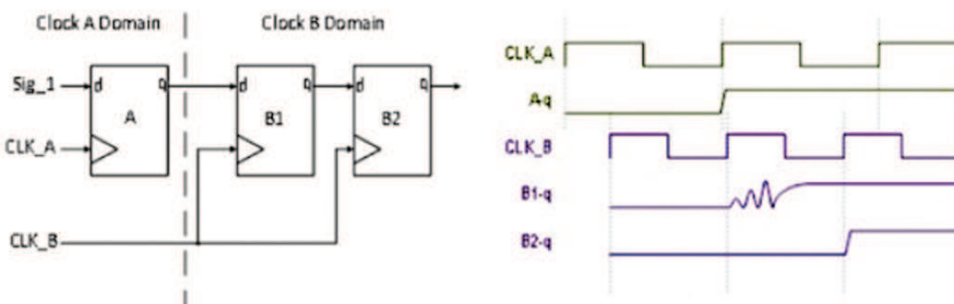 Clock A Domain
Clock B Domain
Sig_1
d
q
d
q
d
q
A
B1
B2
CLK_A
CLK_B
CLK_A
A-q
CLK_B
B1-q
B2-q